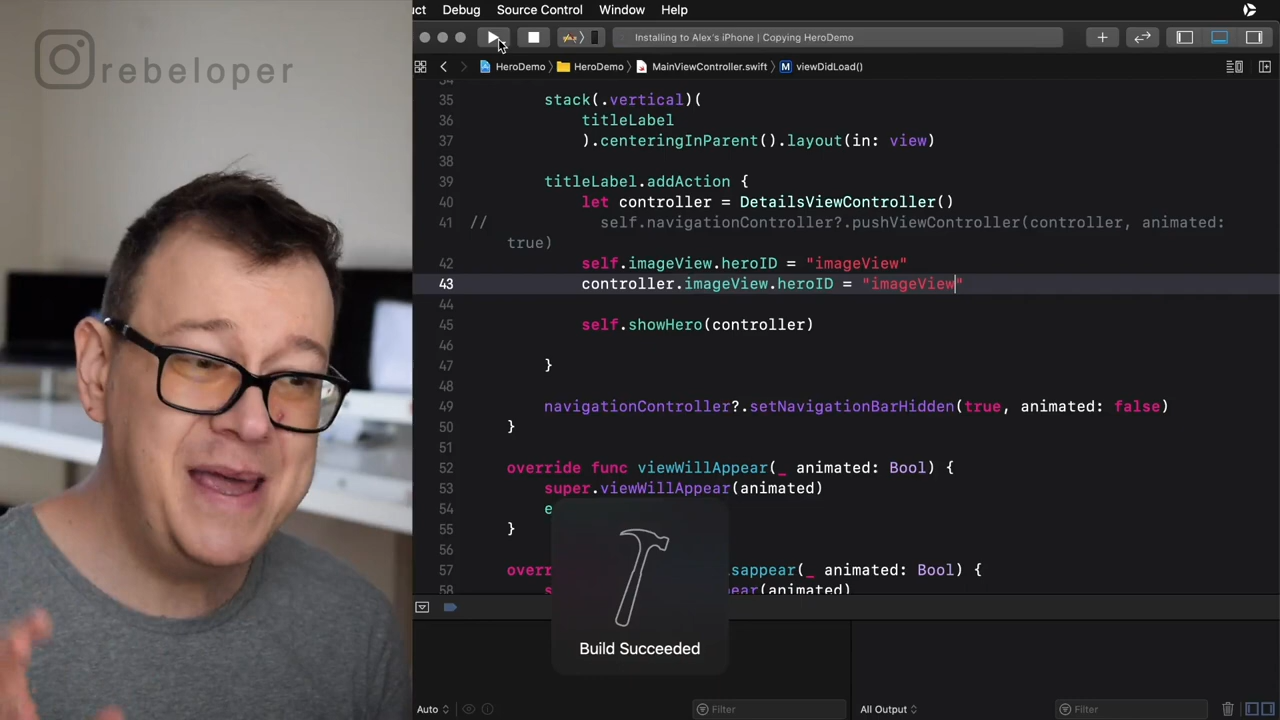 rebeloper
ct Debug Source Control Window Help
Installing to Alex's iPhone | Copying HeroDemo
HeroDemo HeroDemo MainViewController.swift M viewDidLoad()
34
35 stack(.vertical)(
36 titleLabel
37 ).centeringInParent().layout(in: view)
38
39 titleLabel.addAction {
40 let controller = DetailsViewController()
41 // self.navigationController?.pushViewController(controller, animated:
true)
42 self.imageView.heroID = "imageView"
43 controller.imageView.heroID = "imageView"
44
45 self.showHero(controller)
46
47 }
48
49 navigationController?.setNavigationBarHidden(true, animated: false)
50 }
51
52 override func viewWillAppear(_ animated: Bool) {
53 super.viewWillAppear(animated)
54 e
55 }
56
57 overr sappear(_ animated: Bool) {
58 s ear(animated)
Build Succeeded
Auto Filter All Output Filter